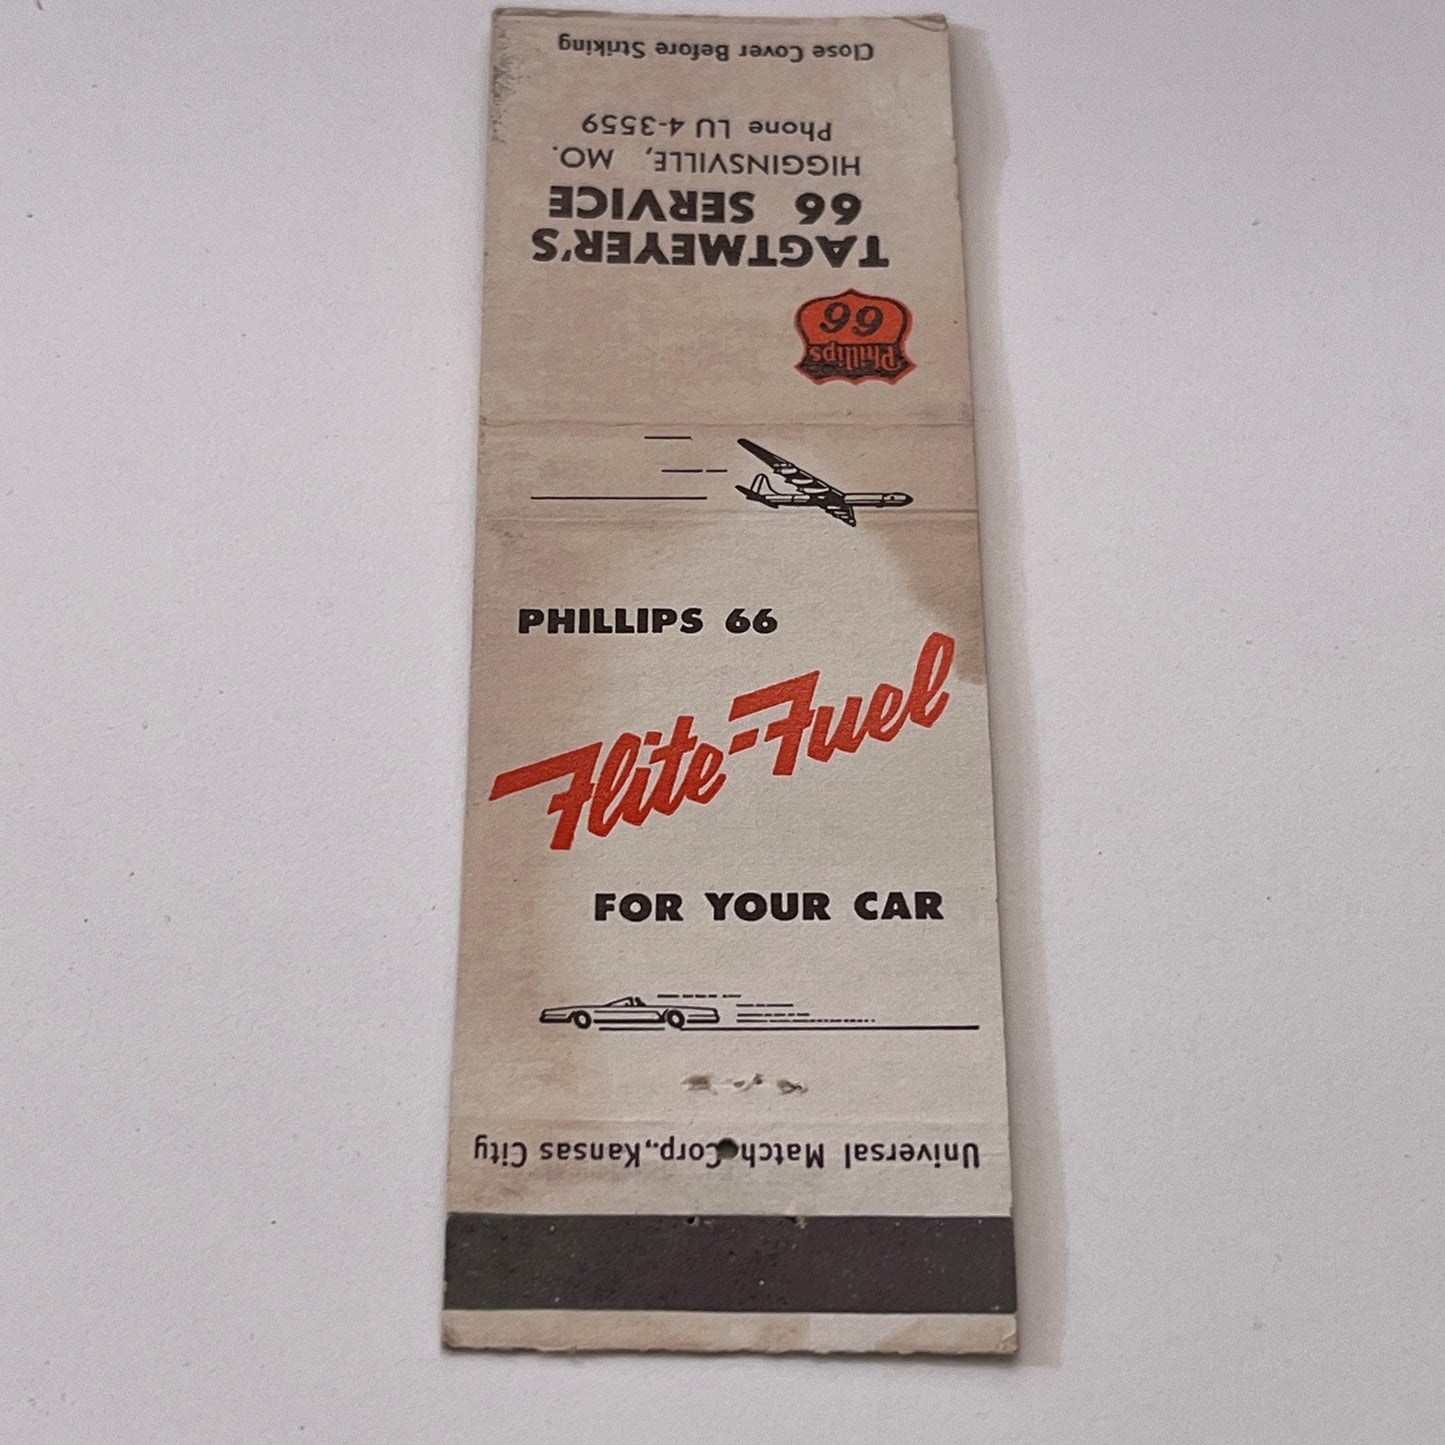 Close Cover Before Striking
TAGTMEYER'S
66 SERVICE
HIGGINSVILLE, MO.
Phone LU 4-3559
Phillips
66
PHILLIPS 66
Flite-Fuel
FOR YOUR CAR
Universal Match Corp., Kansas City